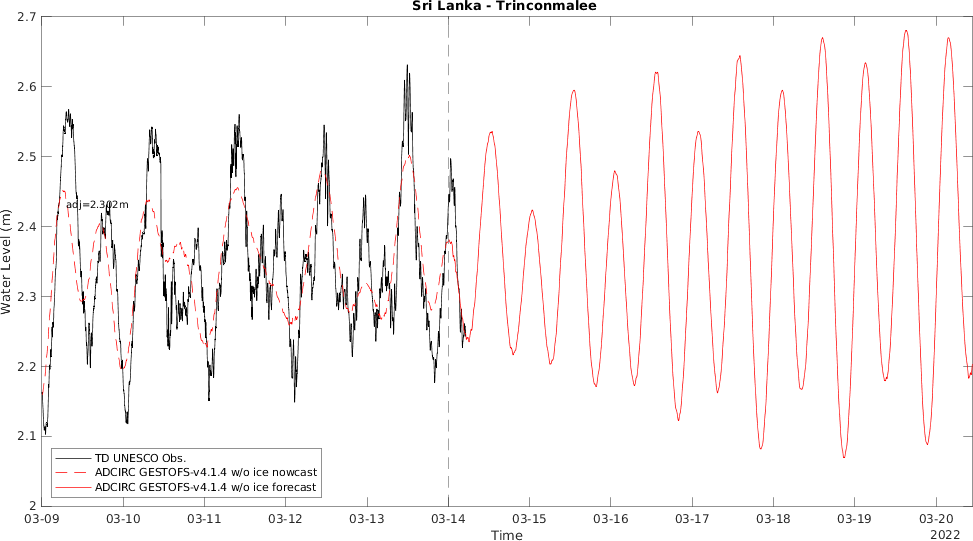 Sri Lanka - Trinconmalee
2.7
2.6
2.5
2.4
2.3
2.2
2.1
2
Water Level (m)
adj=2.302m
TD UNESCO Obs.
ADCIRC GESTOFS-v4.1.4 w/o ice nowcast
ADCIRC GESTOFS-v4.1.4 w/o ice forecast
03-09 03-10 03-11 03-12 03-13 03-14 03-15 03-16 03-17 03-18 03-19 03-20
Time
2022